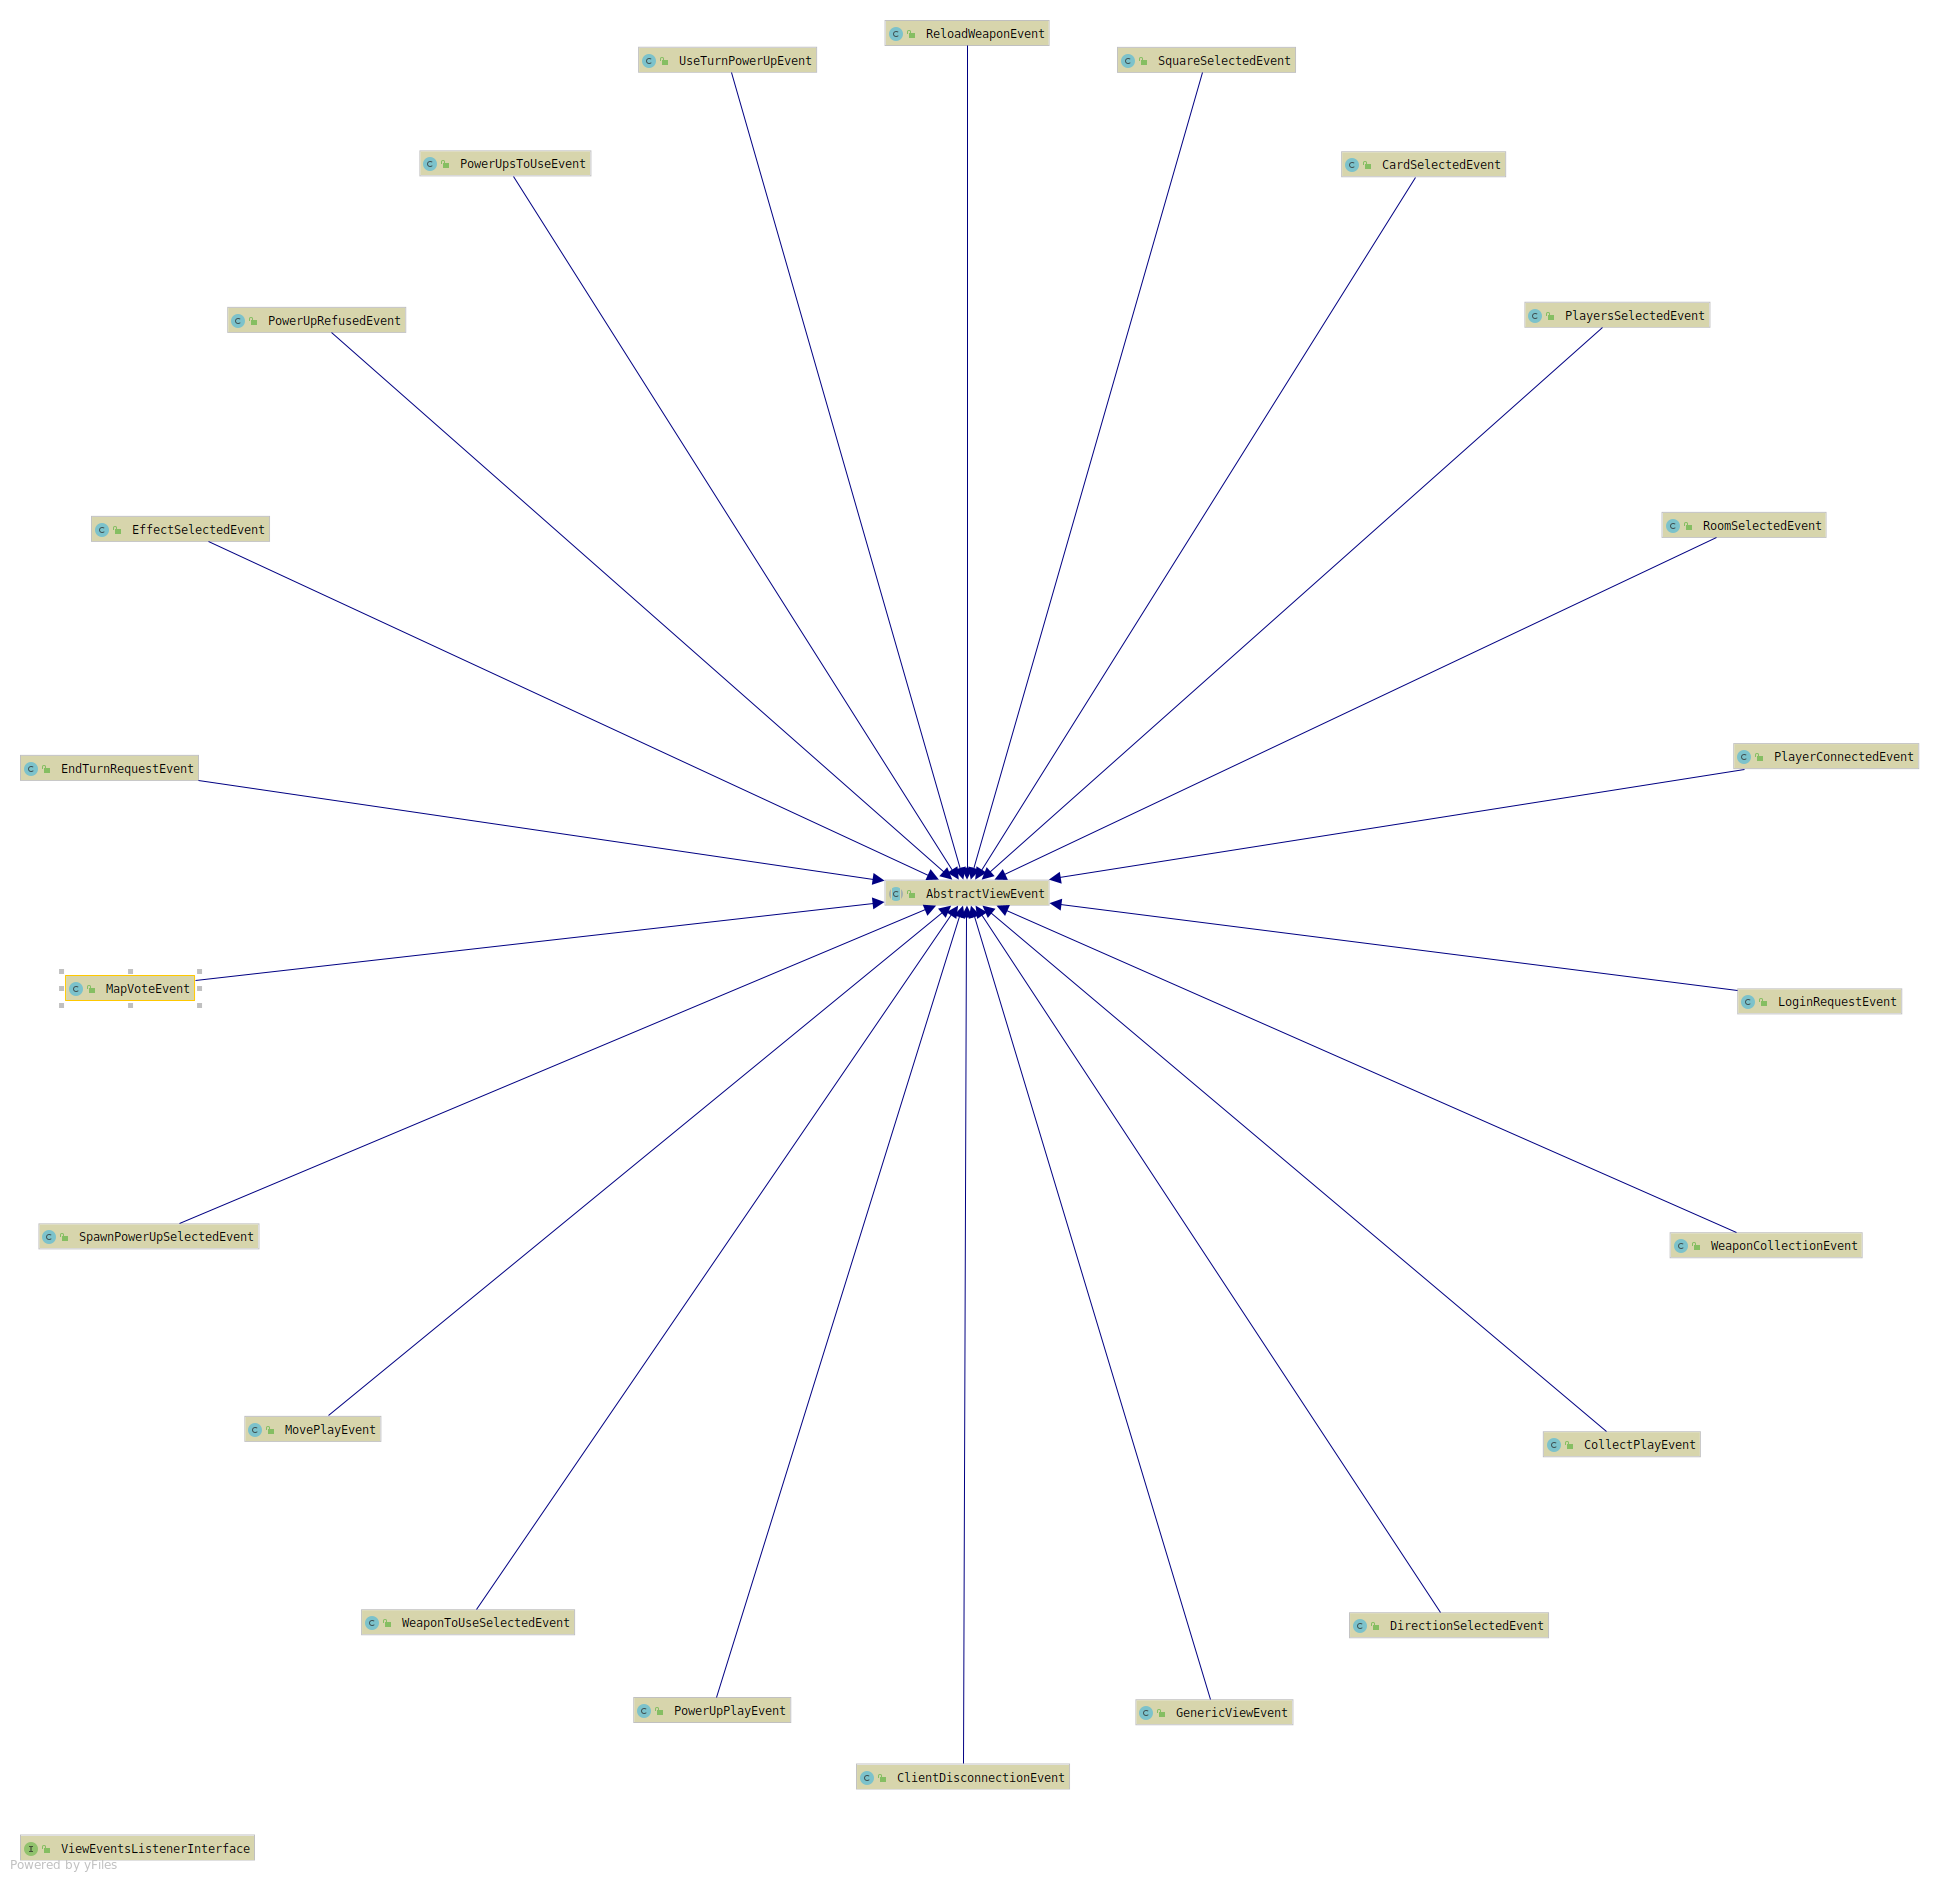 ReloadWeaponEvent
UseTurnPowerUpEvent
SquareSelectedEvent
PowerUpsToUseEvent
CardSelectedEvent
PlayersSelectedEvent
PowerUpRefusedEvent
RoomSelectedEvent
EffectSelectedEvent
PlayerConnectedEvent
EndTurnRequestEvent
AbstractViewEvent
MapVoteEvent
LoginRequestEvent
SpawnPowerUpSelectedEvent
WeaponCollectionEvent
MovePlayEvent
CollectPlayEvent
WeaponToUseSelectedEvent
DirectionSelectedEvent
PowerUpPlayEvent
GenericViewEvent
ClientDisconnectionEvent
ViewEventsListenerInterface
Powered by yFiles